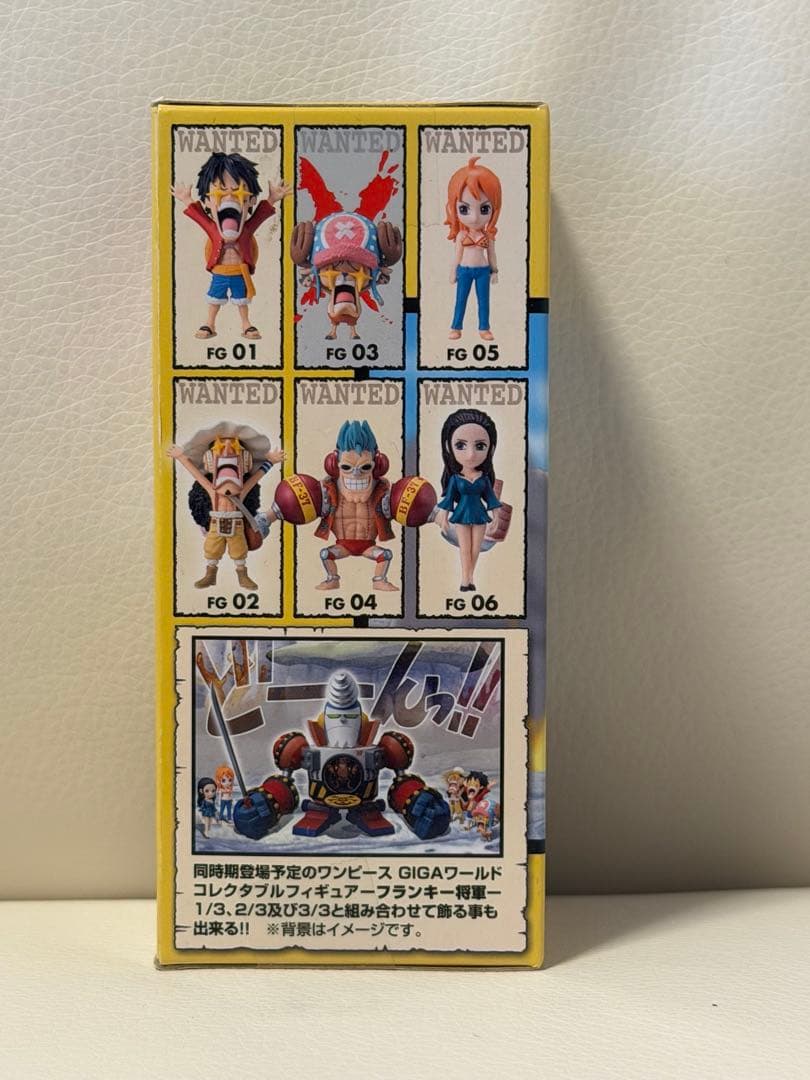 WANTED
FG 01
WANTED
FG 03
WANTED
FG 05
WANTED
FG 02
WANTED
BF-37
BF-37
FG 04
WANTED
FG 06
どーんっ!!
同時期登場予定のワンピース GIGAワールド
コレクタブルフィギュアーフランキー将軍ー
1/3、2/3及び3/3と組み合わせて飾る事も
出来る!! ※背景はイメージです。